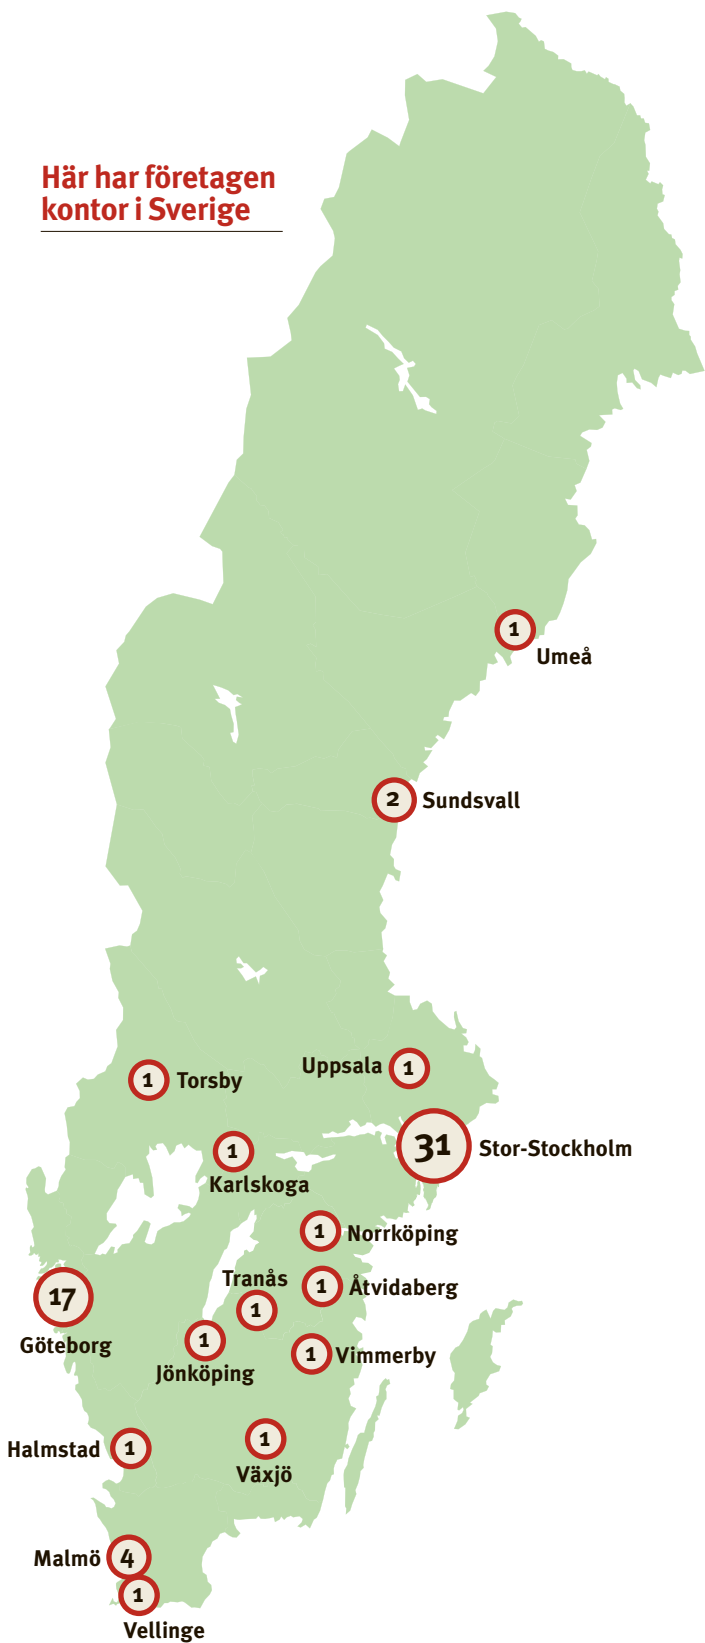 Här har företagen
kontor i Sverige
1
Umeå
2 Sundsvall
Uppsala 1
1 Torsby
31 Stor-Stockholm
1
Karlskoga
1 Norrköping
Tranås
1 Åtvidaberg
17
1
Göteborg
1
Jönköping
1 Vimmerby
Halmstad 1
1
Växjö
Malmö 4
1
Vellinge